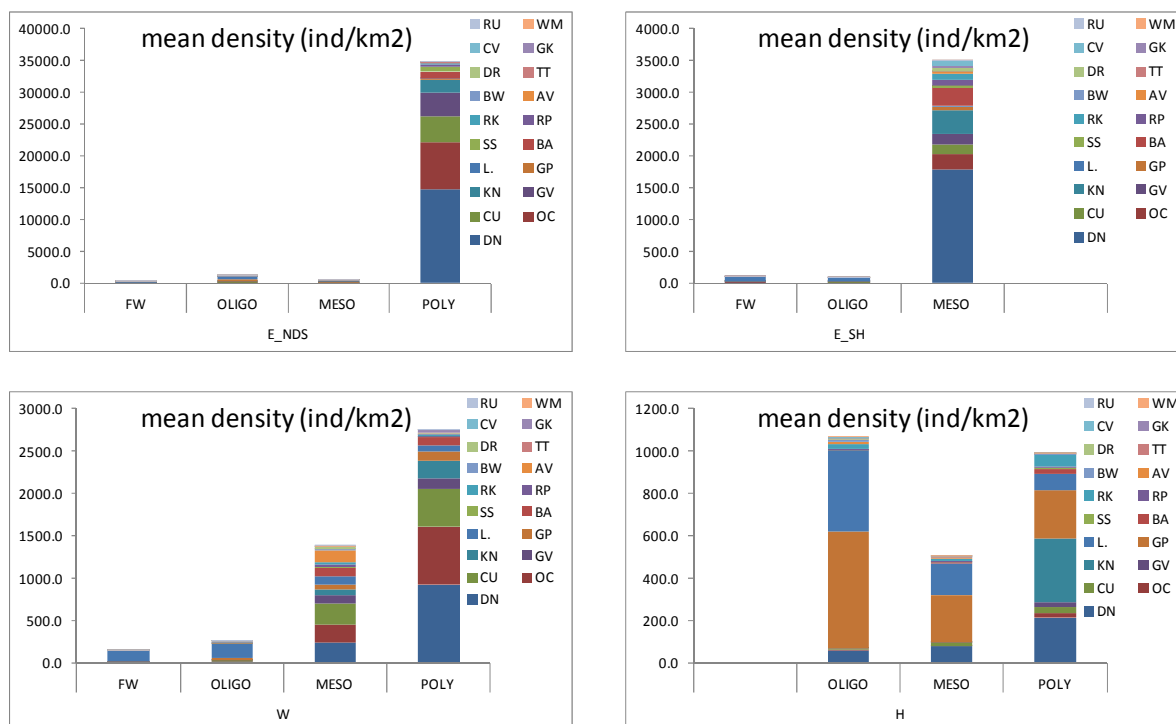 mean density (ind/km2)
40000.0
35000.0
30000.0
25000.0
20000.0
15000.0
10000.0
5000.0
0.0
RU WM
CV GK
DR TT
BW AV
RK RP
SS BA
L. GP
KN GV
CU OC
DN
FW OLIGO MESO POLY
E_NDS
mean density (ind/km2)
4000.0
3500.0
3000.0
2500.0
2000.0
1500.0
1000.0
500.0
0.0
RU WM
CV GK
DR TT
BW AV
RK RP
SS BA
L. GP
KN GV
CU OC
DN
FW OLIGO MESO
E_SH
mean density (ind/km2)
3000.0
2500.0
2000.0
1500.0
1000.0
500.0
0.0
RU WM
CV GK
DR TT
BW AV
RK RP
SS BA
L. GP
KN GV
CU OC
DN
FW OLIGO MESO POLY
W
mean density (ind/km2)
1200.0
1000.0
800.0
600.0
400.0
200.0
0.0
RU WM
CV GK
DR TT
BW AV
RK RP
SS BA
L. GP
KN GV
CU OC
DN
OLIGO MESO POLY
H